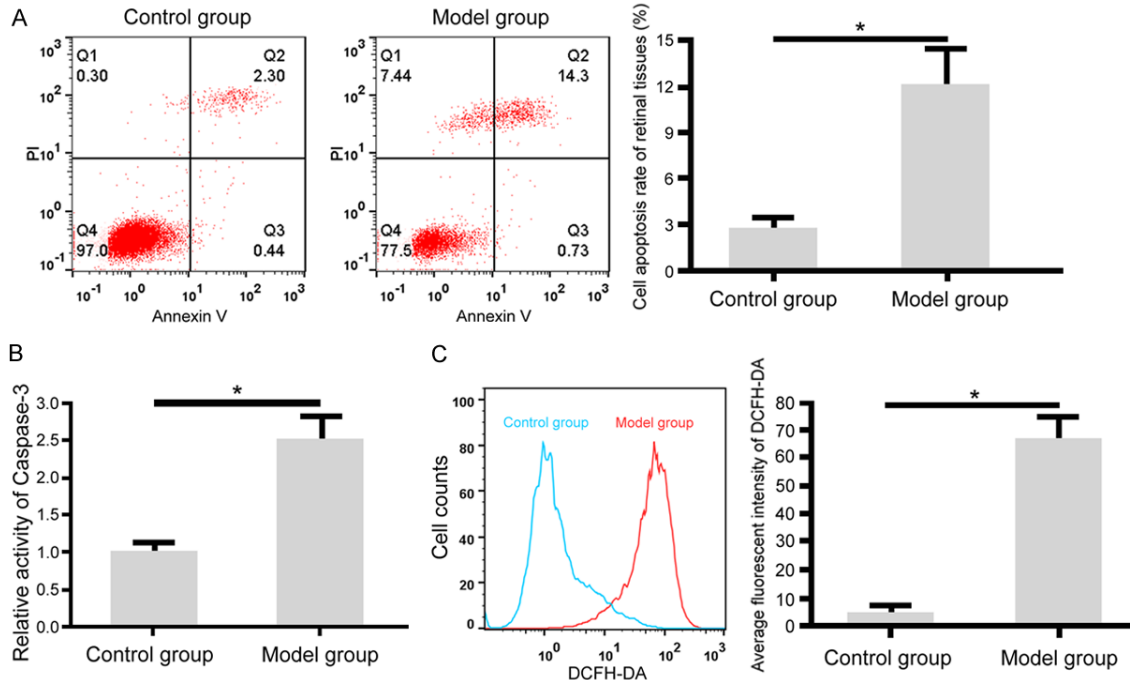 A
Control group
Q1
0.30
Q2
2.30
Q4
97.0
Q3
0.44
10³
10²
10¹
10⁰
10⁻¹
PI
10⁻¹ 10⁰ 10¹ 10² 10³
Annexin V
Model group
Q1
7.44
Q2
14.3
Q4
77.5
Q3
0.73
10³
10²
10¹
10⁰
10⁻¹
PI
10⁻¹ 10⁰ 10¹ 10² 10³
Annexin V
Cell apoptosis rate of retinal tissues (%)
15
12
9
6
3
0
*
Control group Model group
B
Relative activity of Caspase-3
3.0
2.5
2.0
1.5
1.0
0.5
0.0
*
Control group Model group
C
Cell counts
100
80
60
40
20
0
Control group Model group
10⁰ 10¹ 10² 10³
DCFH-DA
Average fluorescent intensity of DCFH-DA
80
70
60
50
40
30
20
10
0
*
Control group Model group